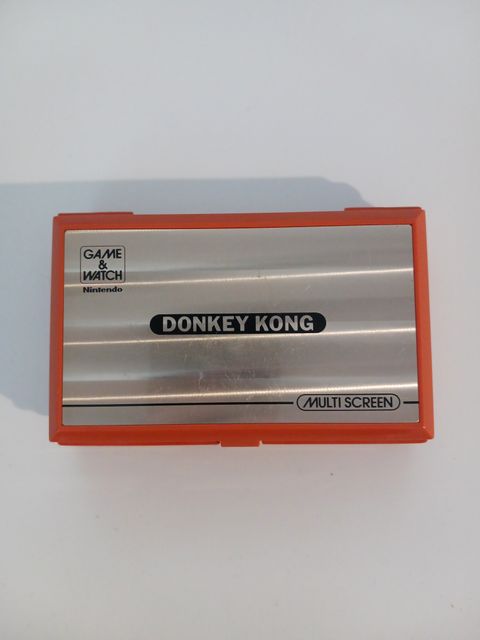 GAME
&
WATCH
Nintendo
DONKEY KONG
MULTI SCREEN